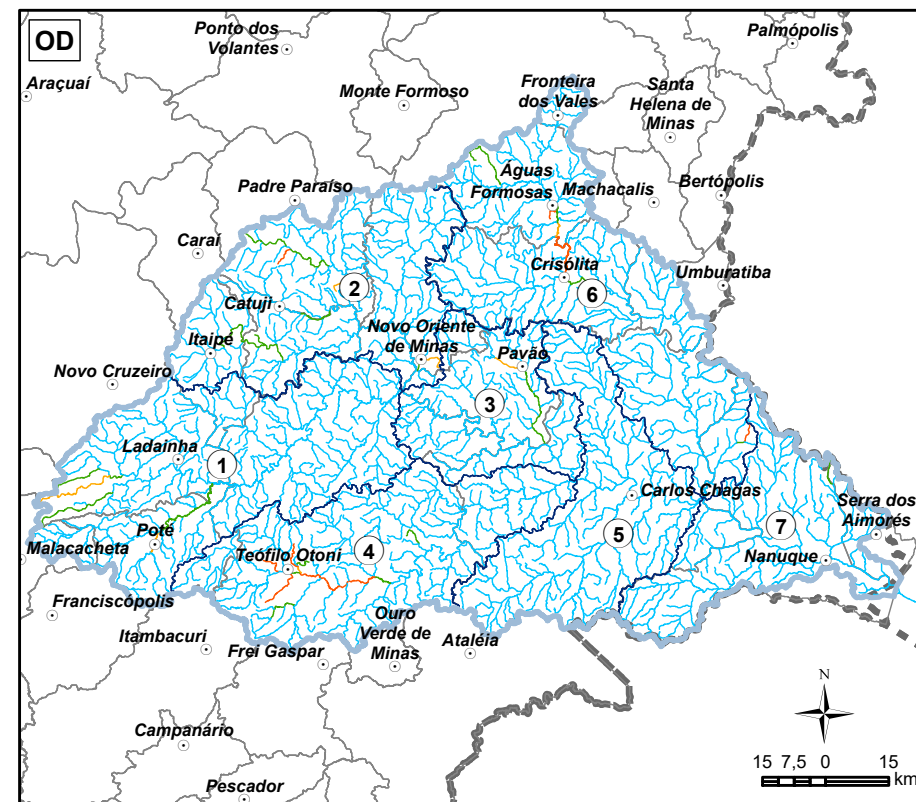 OD
Ponto dos
Volantes
Palmópolis
Araçuaí
Monte Formoso
Fronteira
dos Vales
Santa
Helena de
Minas
Águas
Formosas
Machacalis
Bertópolis
Padre Paraíso
Caraí
Crisólita
Umburatiba
2
6
Catuji
Novo Oriente
de Minas
Pavão
Itaipé
Novo Cruzeiro
3
Ladainha
1
Carlos Chagas
Serra dos
Aimorés
Poté
4
5
7
Malacacheta
Teófilo Otoni
Nanuque
Franciscópolis
Ouro
Verde de
Minas
Itambacuri
Frei Gaspar
Ataléia
N
Campanário
Pescador
15 7,5 0 15
km